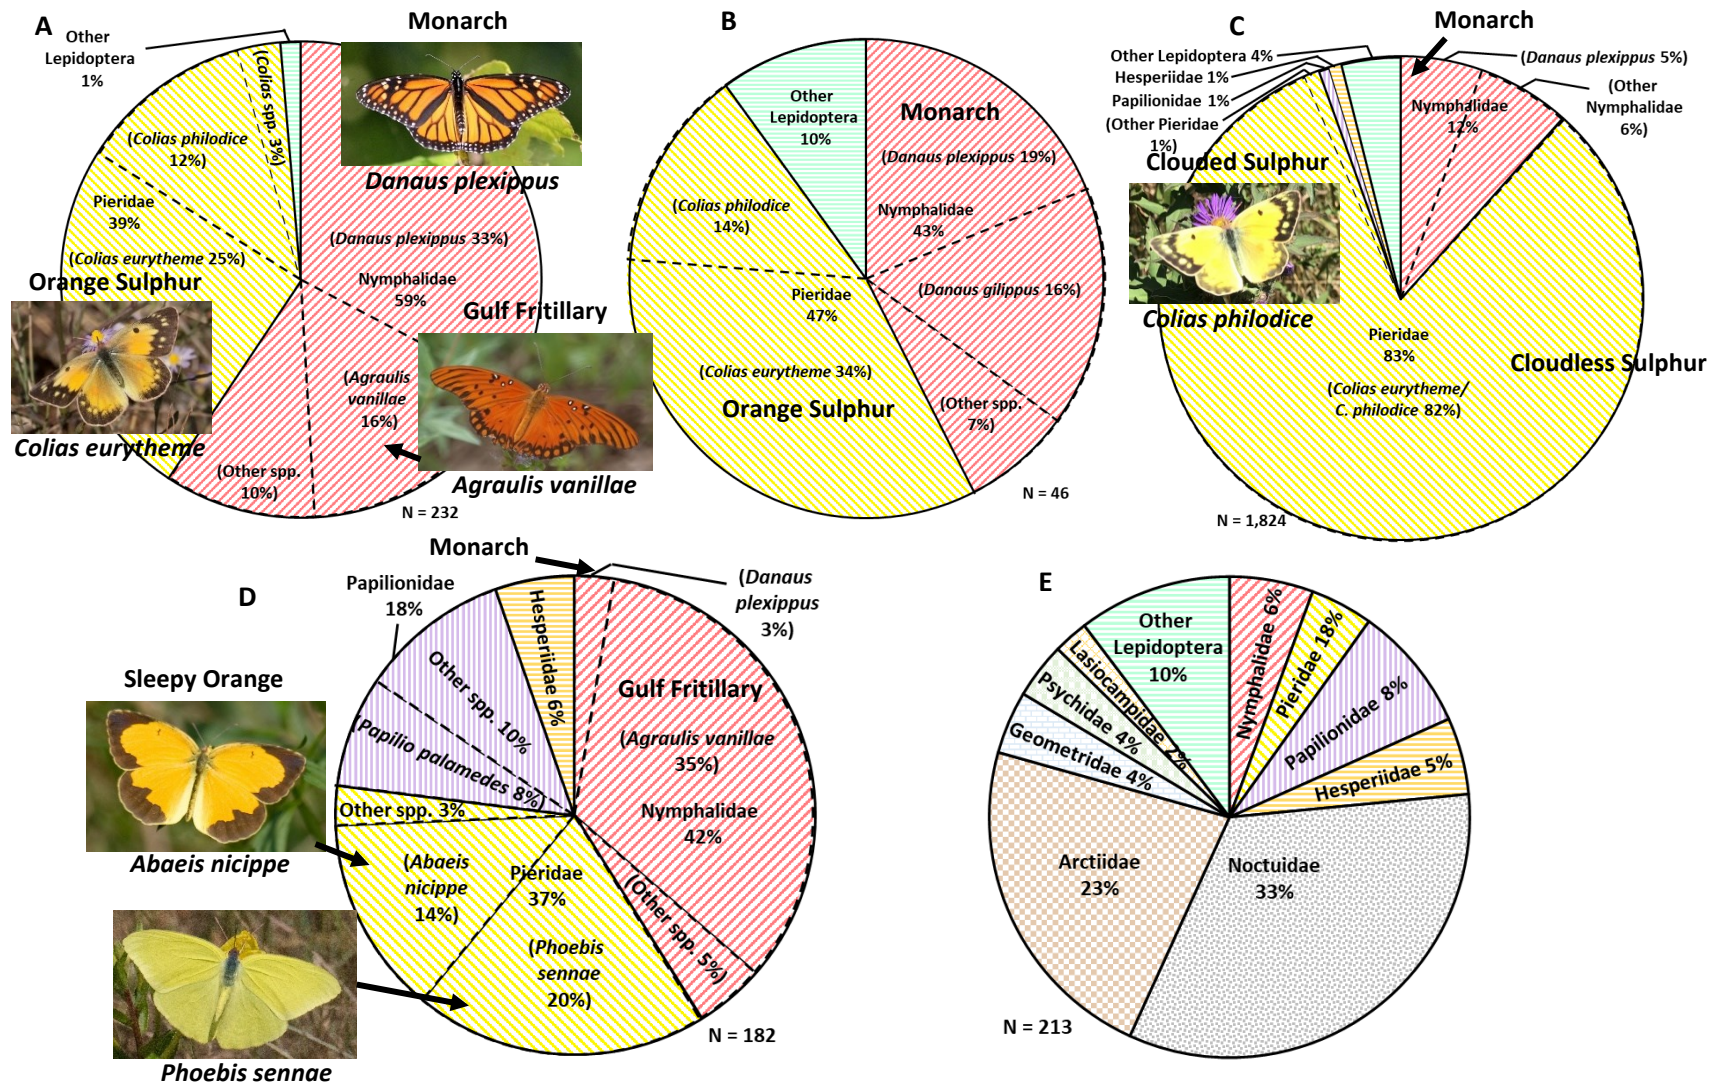 A
Monarch
Other
Lepidoptera
1%
(Colias spp. 3%)
(Colias philodice
12%)
Danaus plexippus
Pieridae
39%
(Danaus plexippus 33%)
(Colias eurytheme 25%)
Orange Sulphur
Nymphalidae
59%
Gulf Fritillary
(Agraulis
vanillae
16%)
Colias eurytheme
(Other spp.
10%)
Agraulis vanillae
N = 232
B
Other
Lepidoptera
10%
Monarch
(Danaus plexippus 19%)
(Colias philodice
14%)
Nymphalidae
43%
Pieridae
47%
(Danaus gilippus 16%)
(Colias eurytheme 34%)
Orange Sulphur
(Other spp.
7%)
N = 46
C
Monarch
Other Lepidoptera 4%
Hesperiidae 1%
Papilionidae 1%
(Other Pieridae
1%)
(Danaus plexippus 5%)
(Other
Nymphalidae
6%)
Nymphalidae
12%
Clouded Sulphur
Colias philodice
Pieridae
83%
Cloudless Sulphur
(Colias eurytheme/
C. philodice 82%)
N = 1,824
D
Monarch
Papilionidae
18%
Hesperiidae 6%
(Danaus
plexippus
3%)
Other spp. 10%
Sleepy Orange
Gulf Fritillary
(Papilio palamedes 8%)
(Agraulis vanillae
35%)
Other spp. 3%
Nymphalidae
42%
Abaeis nicippe
(Abaeis
nicippe
14%)
Pieridae
37%
(Other spp. 5%)
(Phoebis
sennae
20%)
N = 182
Phoebis sennae
E
Other
Lepidoptera
10%
Nymphalidae 6%
Pieridae 18%
Papilionidae 8%
Hesperiidae 5%
Lasiocampidae 2%
Psychidae 4%
Geometridae 4%
Arctiidae
23%
Noctuidae
33%
N = 213